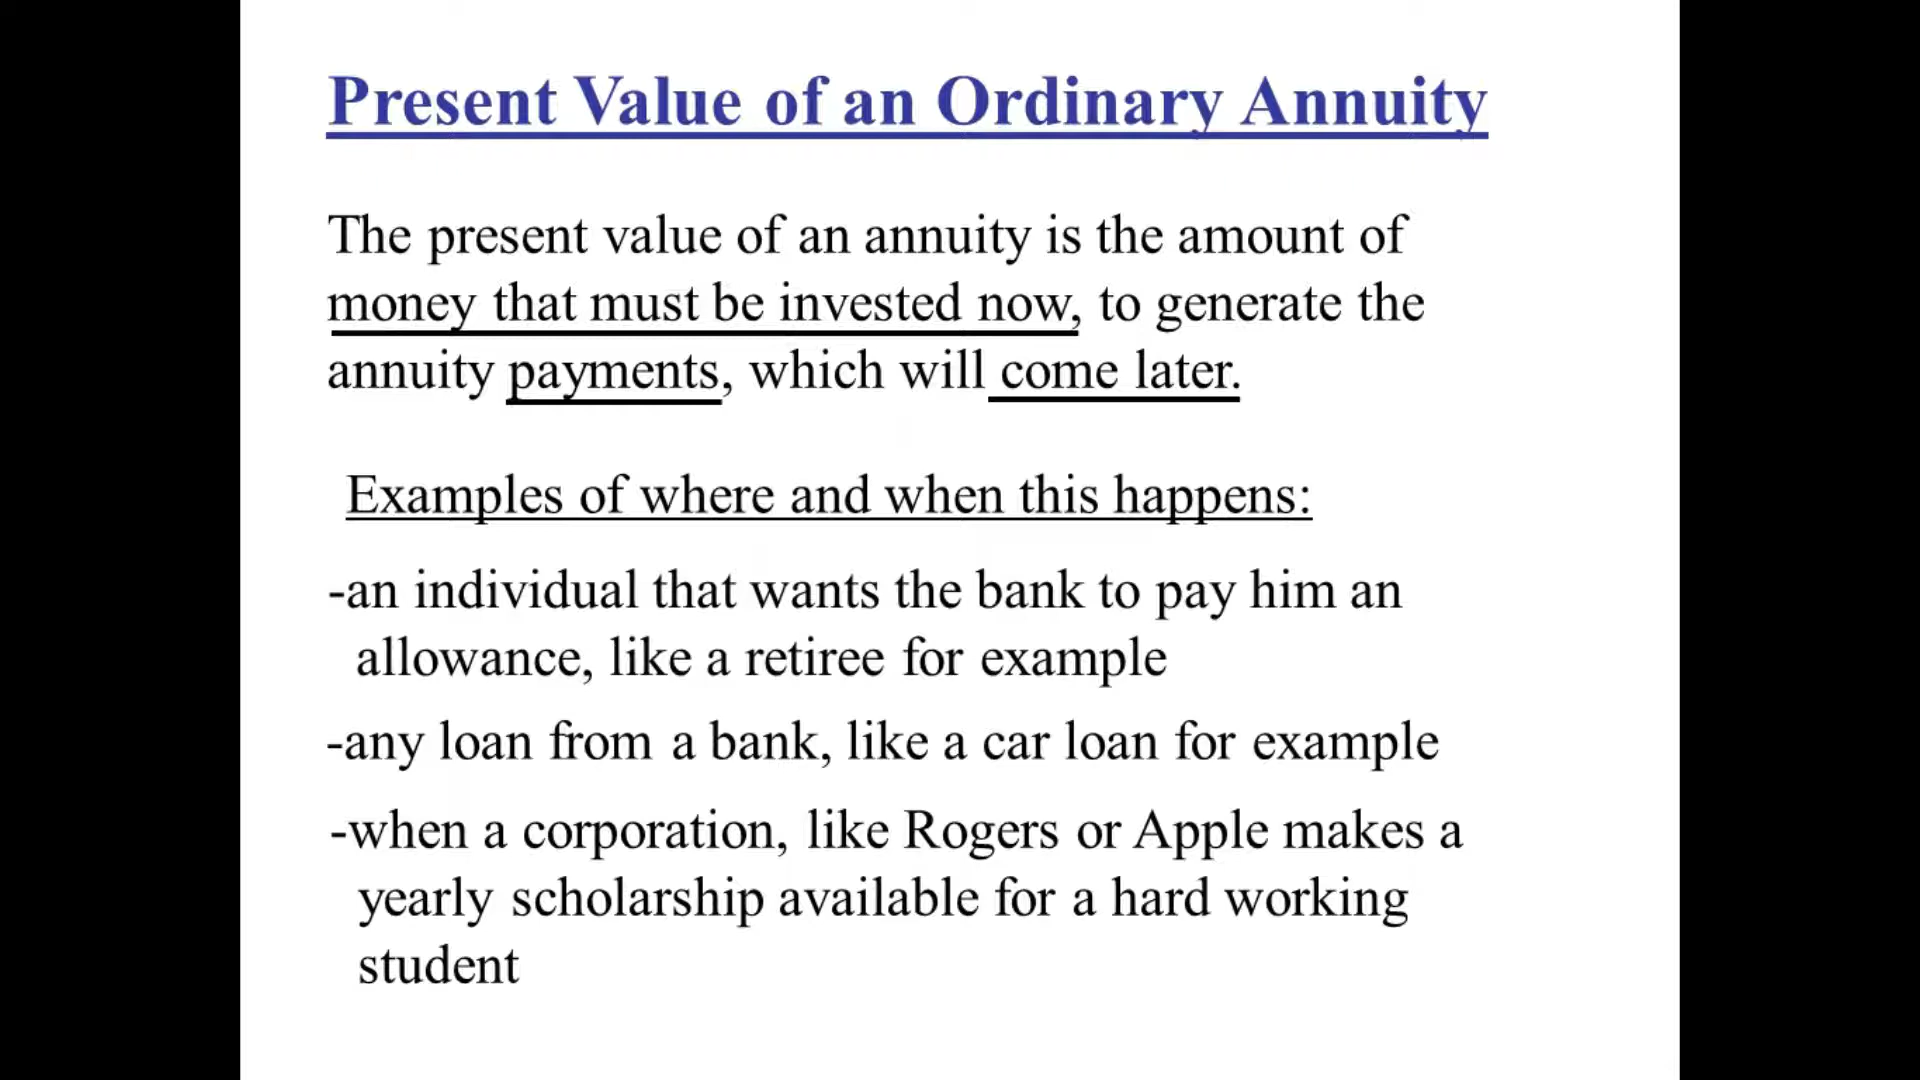 Present Value of an Ordinary Annuity
The present value of an annuity is the amount of
money that must be invested now, to generate the
annuity payments, which will come later.
Examples of where and when this happens:
-an individual that wants the bank to pay him an
allowance, like a retiree for example
-any loan from a bank, like a car loan for example
-when a corporation, like Rogers or Apple makes a
yearly scholarship available for a hard working
student